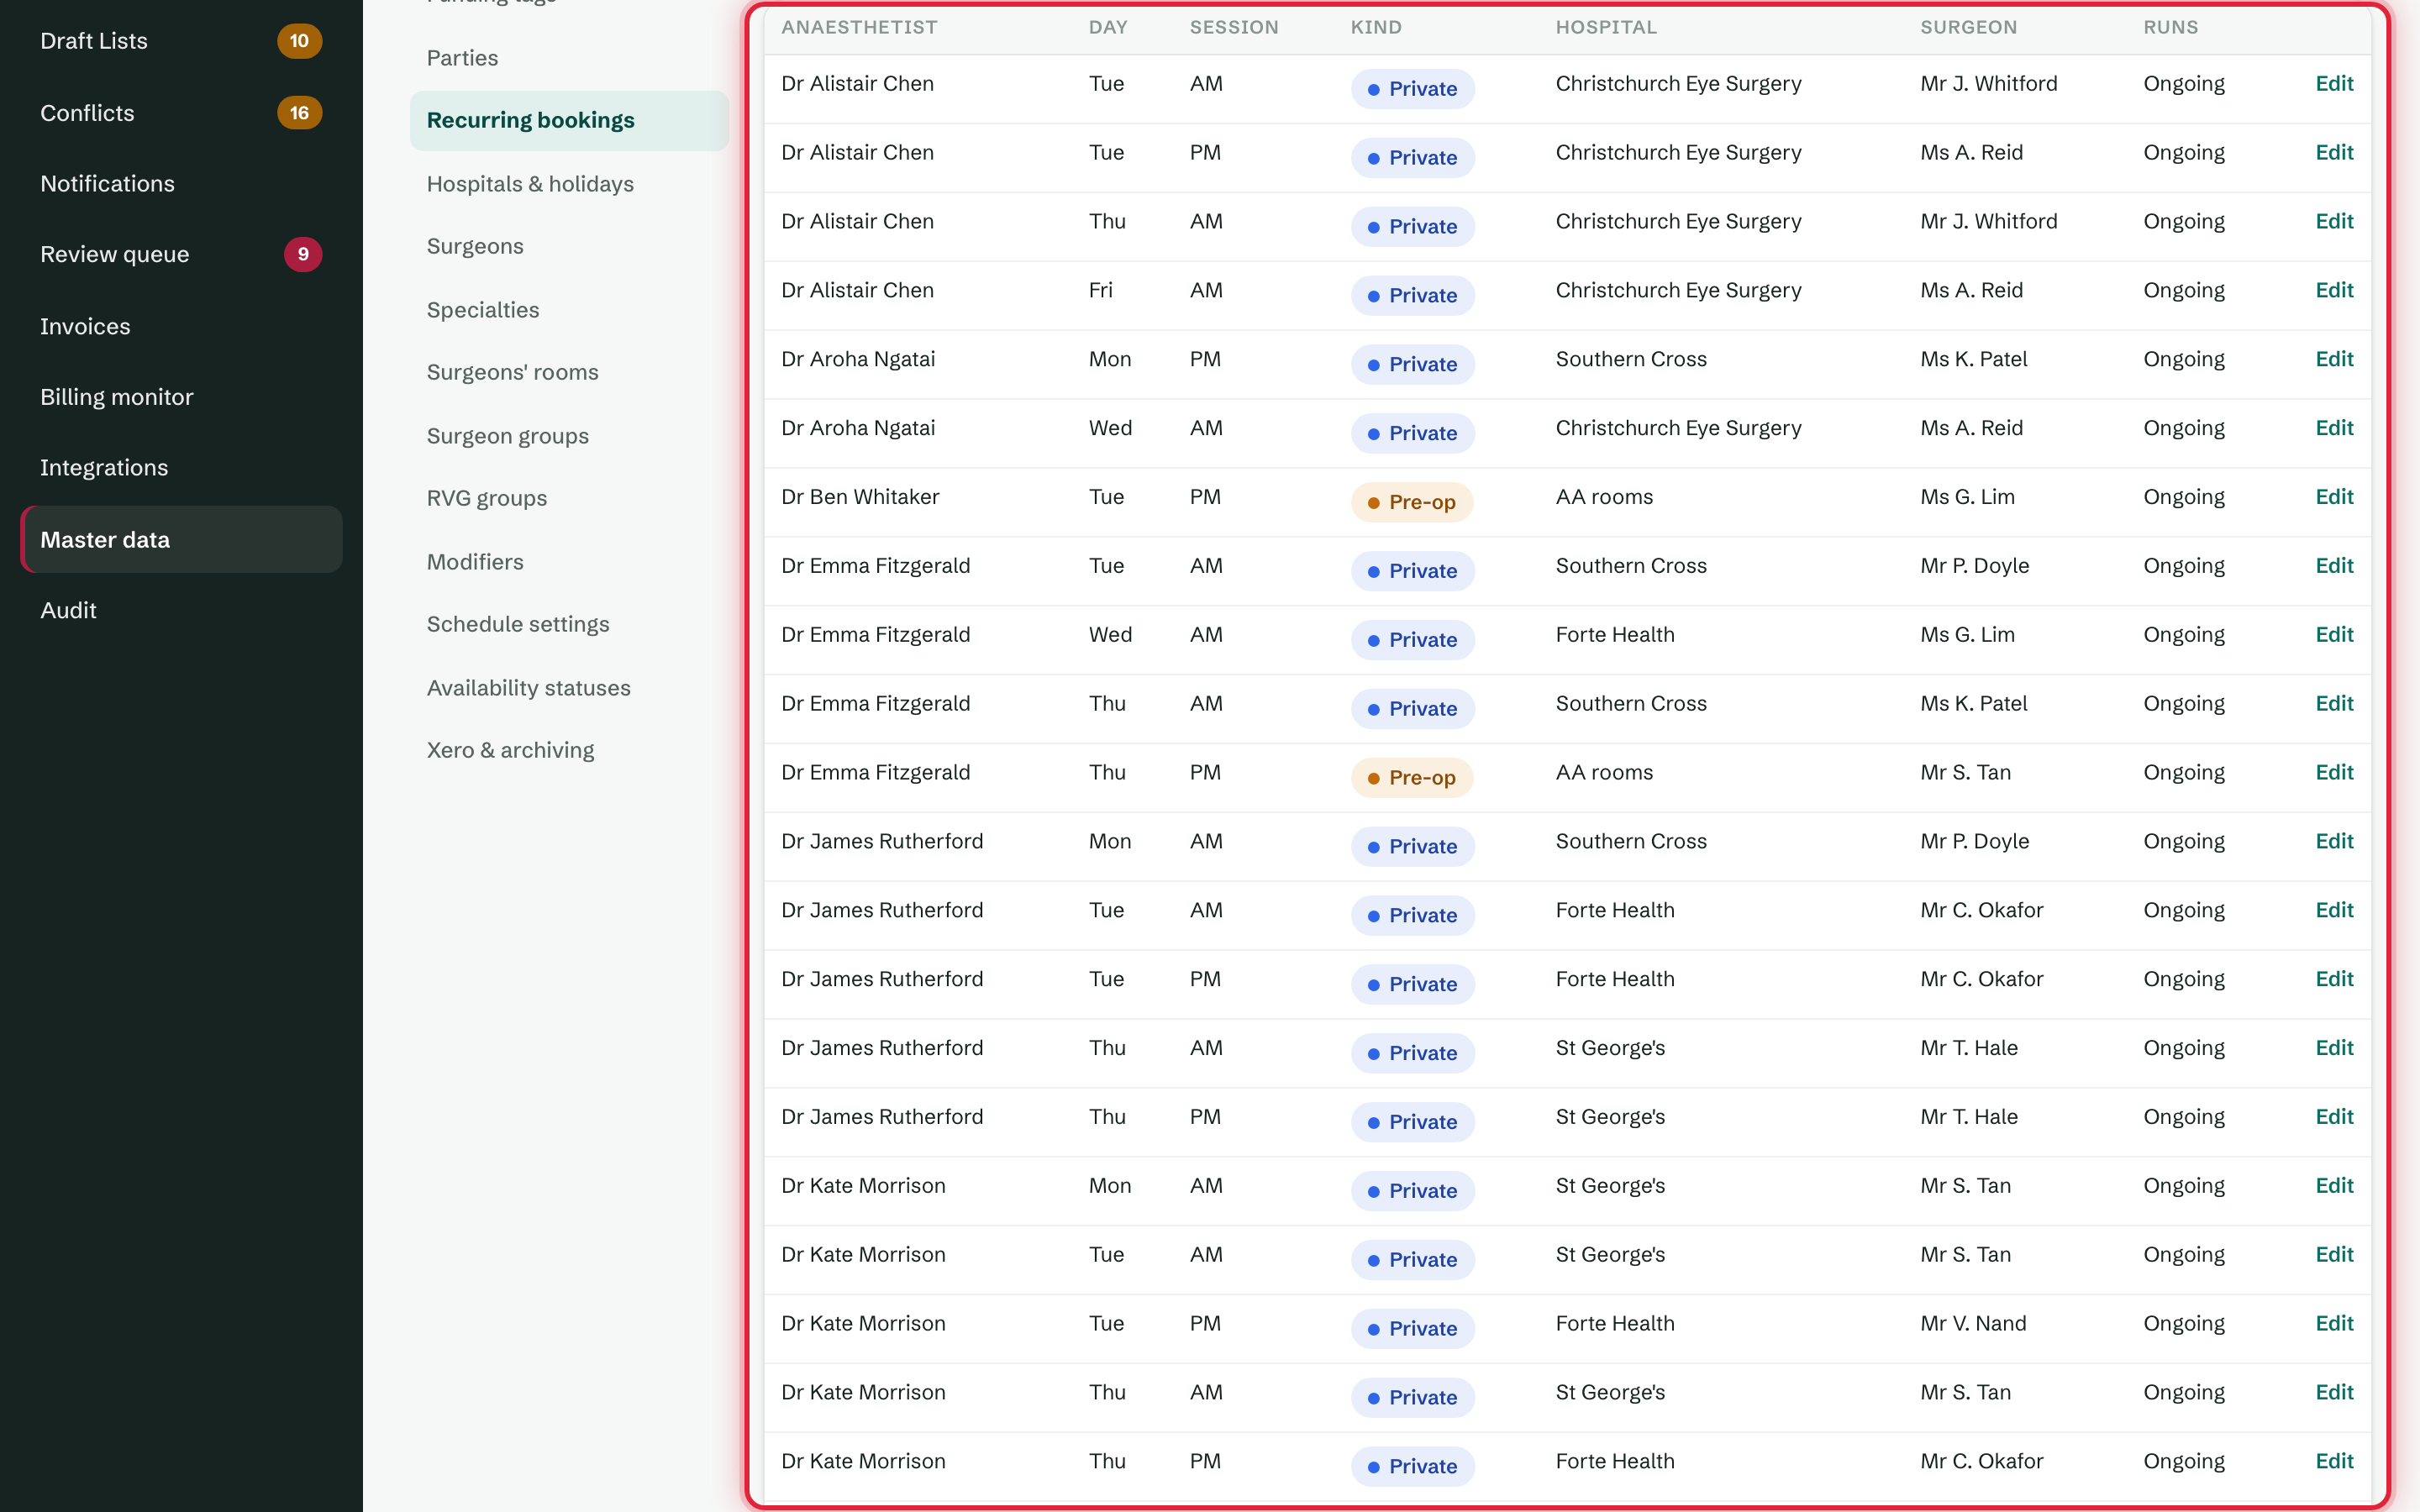 Draft Lists 10
Conflicts 16
Notifications
Review queue 9
Invoices
Billing monitor
Integrations
Master data
Audit
Parties
Recurring bookings
Hospitals & holidays
Surgeons
Specialties
Surgeons' rooms
Surgeon groups
RVG groups
Modifiers
Schedule settings
Availability statuses
Xero & archiving
ANAESTHETIST DAY SESSION KIND HOSPITAL SURGEON RUNS
Dr Alistair Chen Tue AM Private Christchurch Eye Surgery Mr J. Whitford Ongoing Edit
Dr Alistair Chen Tue PM Private Christchurch Eye Surgery Ms A. Reid Ongoing Edit
Dr Alistair Chen Thu AM Private Christchurch Eye Surgery Mr J. Whitford Ongoing Edit
Dr Alistair Chen Fri AM Private Christchurch Eye Surgery Ms A. Reid Ongoing Edit
Dr Aroha Ngatai Mon PM Private Southern Cross Ms K. Patel Ongoing Edit
Dr Aroha Ngatai Wed AM Private Christchurch Eye Surgery Ms A. Reid Ongoing Edit
Dr Ben Whitaker Tue PM Pre-op AA rooms Ms G. Lim Ongoing Edit
Dr Emma Fitzgerald Tue AM Private Southern Cross Mr P. Doyle Ongoing Edit
Dr Emma Fitzgerald Wed AM Private Forte Health Ms G. Lim Ongoing Edit
Dr Emma Fitzgerald Thu AM Private Southern Cross Ms K. Patel Ongoing Edit
Dr Emma Fitzgerald Thu PM Pre-op AA rooms Mr S. Tan Ongoing Edit
Dr James Rutherford Mon AM Private Southern Cross Mr P. Doyle Ongoing Edit
Dr James Rutherford Tue AM Private Forte Health Mr C. Okafor Ongoing Edit
Dr James Rutherford Tue PM Private Forte Health Mr C. Okafor Ongoing Edit
Dr James Rutherford Thu AM Private St George's Mr T. Hale Ongoing Edit
Dr James Rutherford Thu PM Private St George's Mr T. Hale Ongoing Edit
Dr Kate Morrison Mon AM Private St George's Mr S. Tan Ongoing Edit
Dr Kate Morrison Tue AM Private St George's Mr S. Tan Ongoing Edit
Dr Kate Morrison Tue PM Private Forte Health Mr V. Nand Ongoing Edit
Dr Kate Morrison Thu AM Private St George's Mr S. Tan Ongoing Edit
Dr Kate Morrison Thu PM Private Forte Health Mr C. Okafor Ongoing Edit